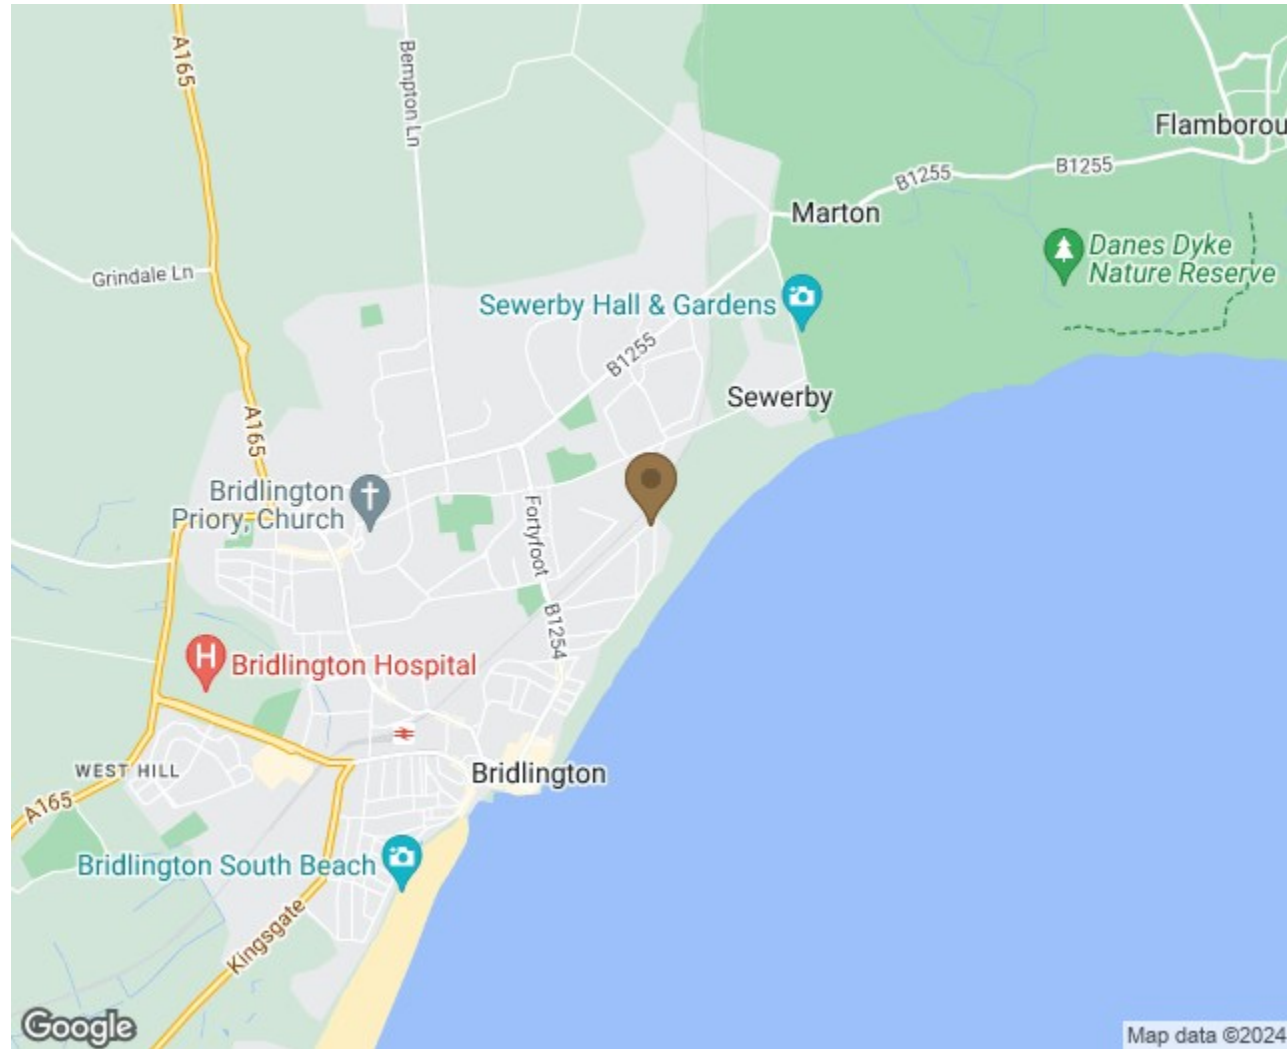 A165
Bempton Ln
Flamborou
B1255
B1255
Marton
Danes Dyke
Nature Reserve
Grindale Ln
Sewerby Hall & Gardens
B1255
Sewerby
A165
Bridlington
Priory, Church
Fortyfoot
B1254
H
Bridlington Hospital
WEST HILL
Bridlington
A165
Bridlington South Beach
Kingsgate
Google
Map data ©2024